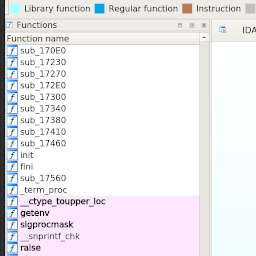 Library function Regular function Instruction
Functions
IDA
Function name
sub_170E0
sub_17230
sub_17270
sub_172E0
sub_17300
sub_17340
sub_17380
sub_17410
sub_17460
init
fini
sub_17560
_term_proc
__ctype_toupper_loc
getenv
sigprocmask
__snprintf_chk
raise